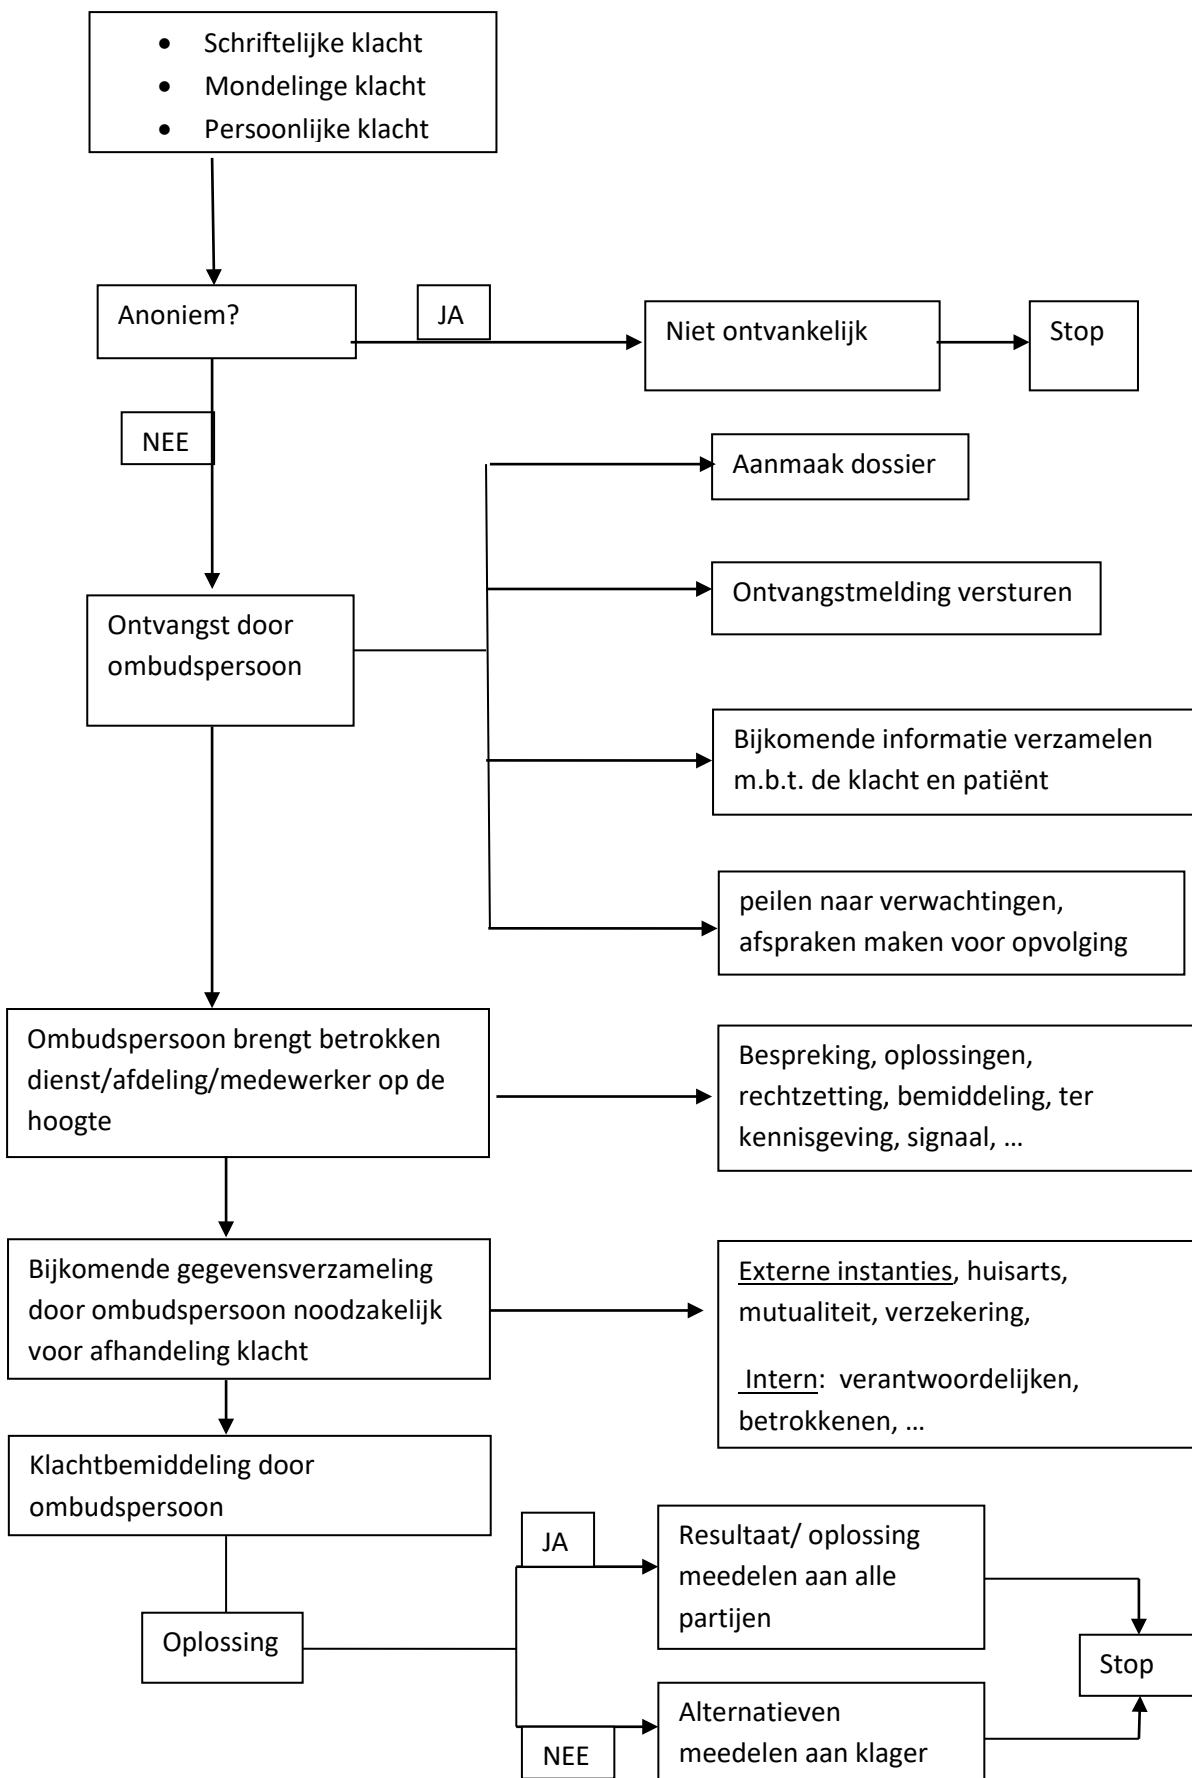 • Schriftelijke klacht
• Mondelinge klacht
• Persoonlijke klacht
Anoniem?
JA
Niet ontvankelijk
Stop
NEE
Aanmaak dossier
Ontvangstmelding versturen
Ontvangst door
ombudspersoon
Bijkomende informatie verzamelen
m.b.t. de klacht en patiënt
peilen naar verwachtingen,
afspraken maken voor opvolging
Ombudspersoon brengt betrokken
dienst/afdeling/medewerker op de
hoogte
Bespreking, oplossingen,
rechtzetting, bemiddeling, ter
kennisgeving, signaal, …
Bijkomende gegevensverzameling
door ombudspersoon noodzakelijk
voor afhandeling klacht
Externe instanties, huisarts,
mutualiteit, verzekering,
Intern: verantwoordelijken,
betrokkenen, …
Klachtbemiddeling door
ombudspersoon
Oplossing
JA
Resultaat/ oplossing
meedelen aan alle
partijen
Stop
NEE
Alternatieven
meedelen aan klager